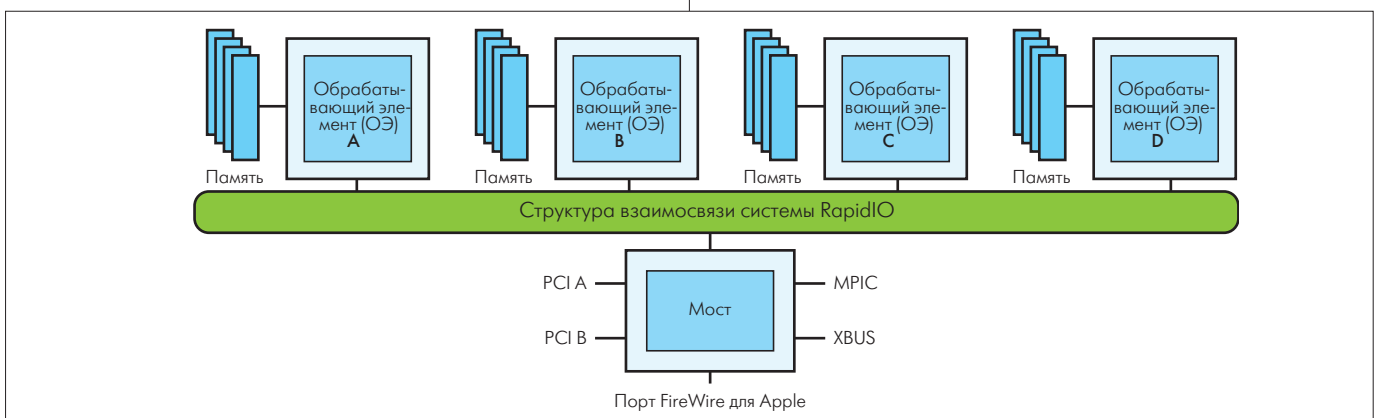 Обрабаты-
вающий эле-
мент (ОЭ)
A
Память
Обрабаты-
вающий эле-
мент (ОЭ)
B
Память
Обрабаты-
вающий эле-
мент (ОЭ)
C
Память
Обрабаты-
вающий эле-
мент (ОЭ)
D
Память
Структура взаимосвязи системы RapidIO
PCI A
Мост
MPIC
PCI B
XBUS
Порт FireWire для Apple